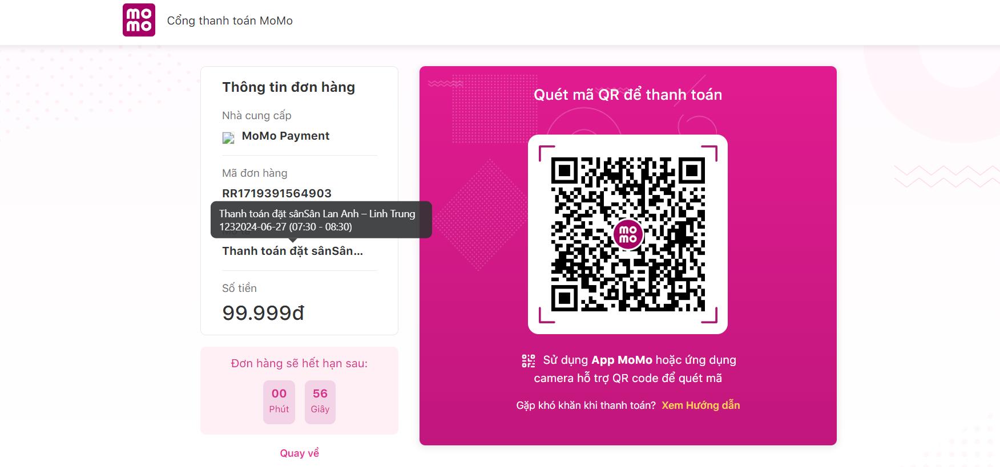 MOMO
Cổng thanh toán MoMo
Thông tin đơn hàng
Nhà cung cấp
MoMo Payment
Mã đơn hàng
RR1719391564903
Thanh toán đặt sânSân Lan Anh – Linh Trung
1232024-06-27 (07:30 - 08:30)
Mô tả
Thanh toán đặt sânSân...
Số tiền
99.999đ
Đơn hàng sẽ hết hạn sau:
00 56
Phút Giây
Quay về
Quét mã QR để thanh toán
MOMO
Sử dụng App MoMo hoặc ứng dụng
camera hỗ trợ QR code để quét mã
Gặp khó khăn khi thanh toán? Xem Hướng dẫn